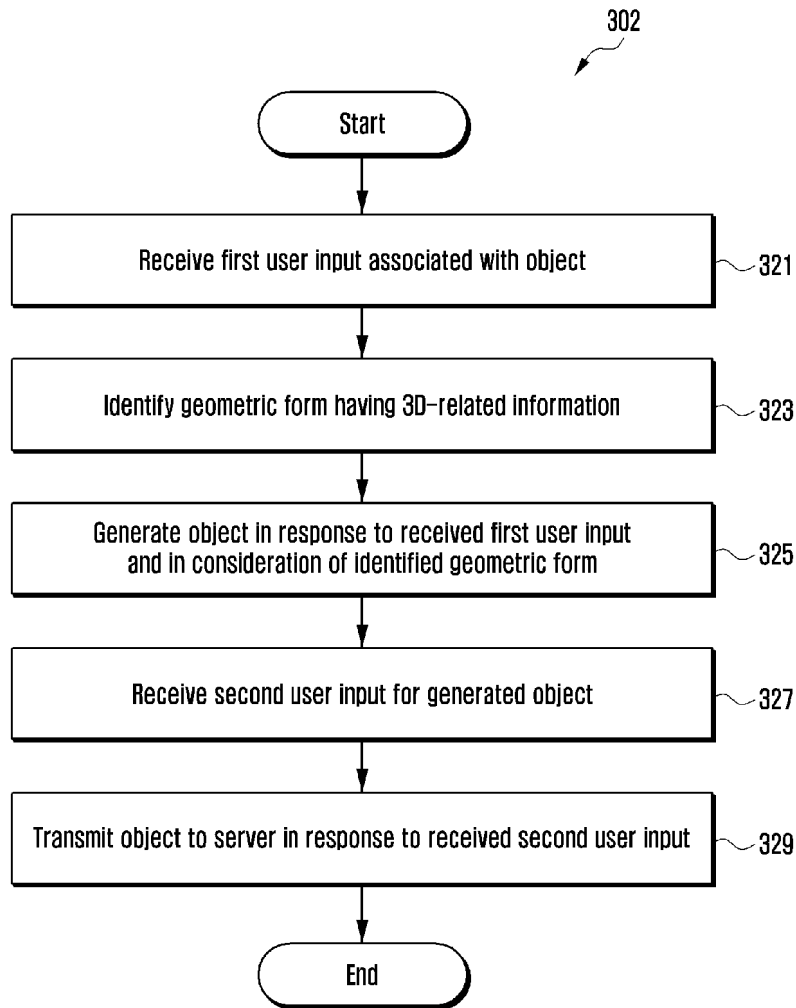 302
Start
Receive first user input associated with object
321
Identify geometric form having 3D-related information
323
Generate object in response to received first user input
and in consideration of identified geometric form
325
Receive second user input for generated object
327
Transmit object to server in response to received second user input
329
End